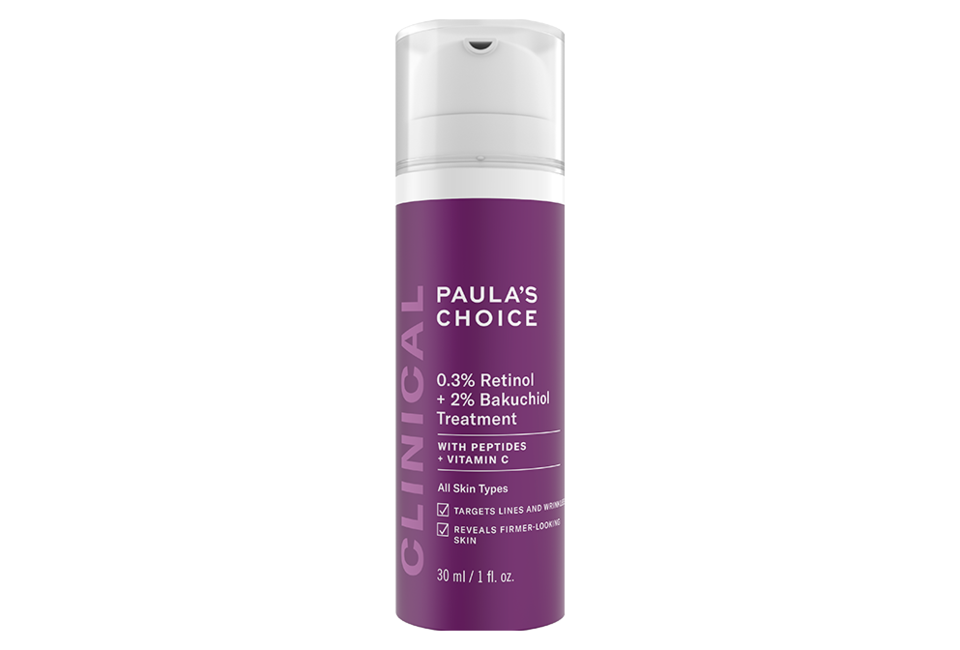 CLINICAL
PAULA'S
CHOICE
0.3% Retinol
+ 2% Bakuchiol
Treatment
WITH PEPTIDES
+ VITAMIN C
All Skin Types
TARGETS LINES AND WRINKLES
REVEALS FIRMER-LOOKING
SKIN
30 ml / 1 fl. oz.